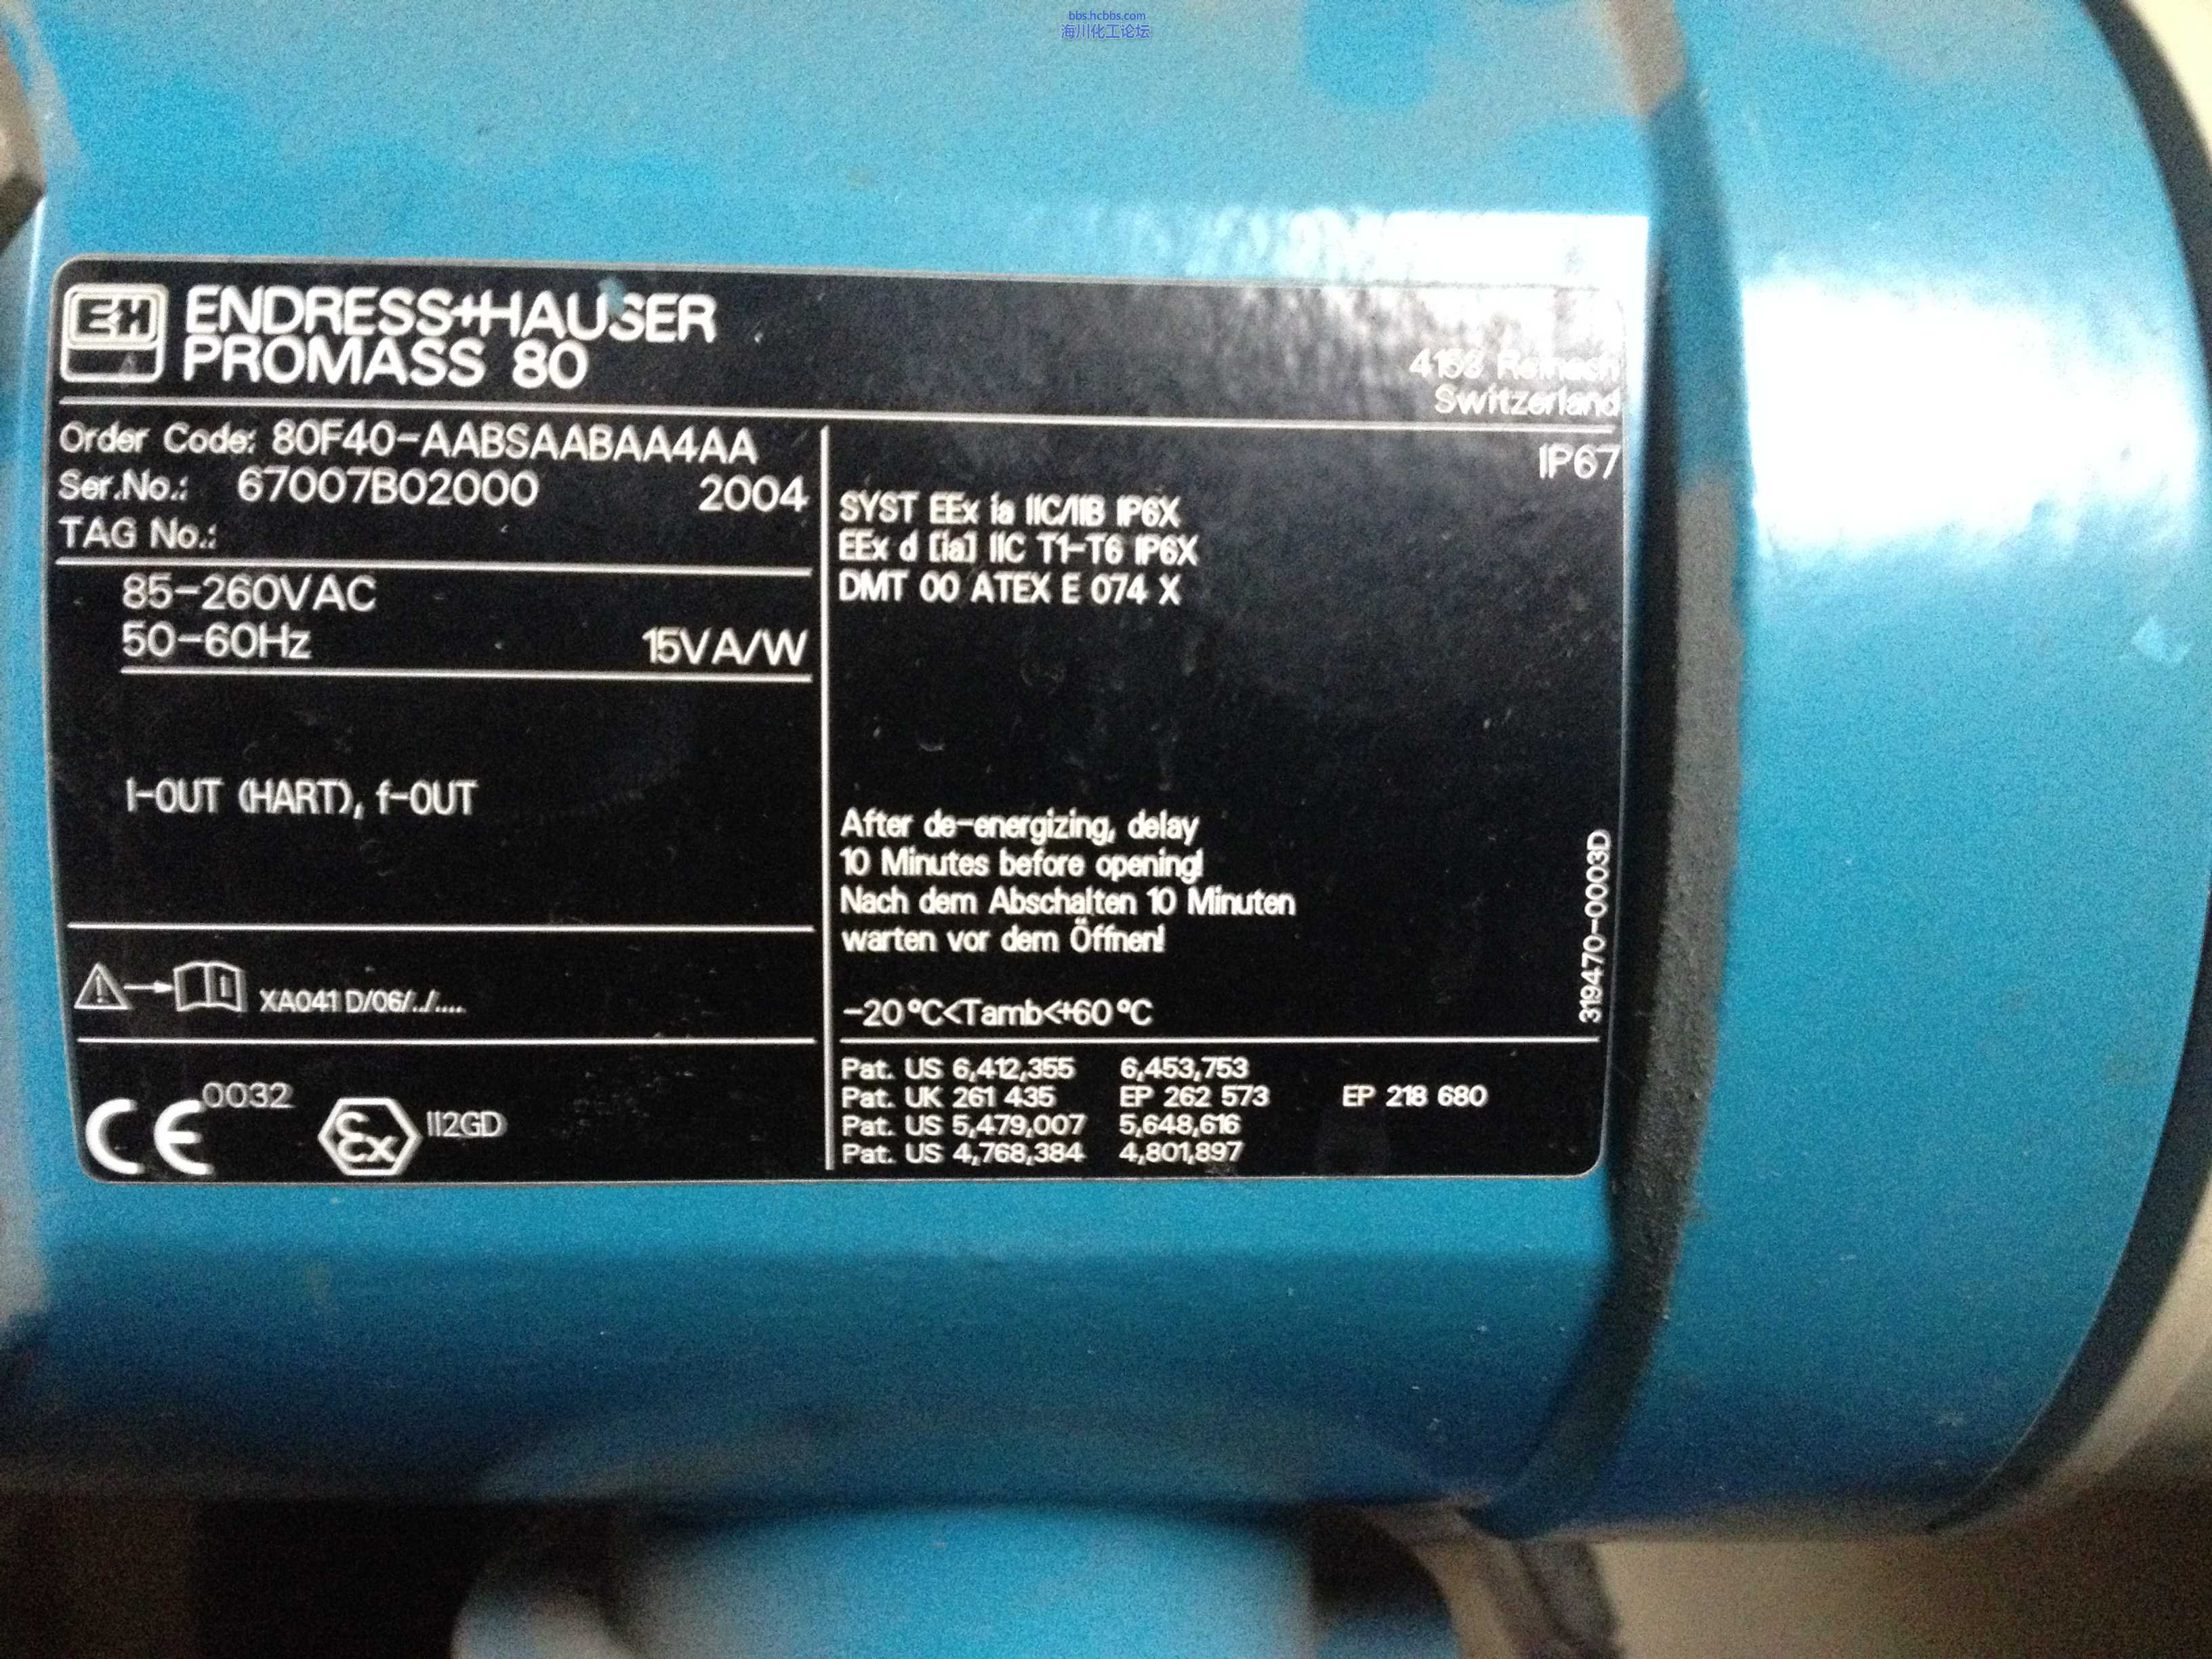 bbs.hcbbs.com
海川化工论坛
E+H
ENDRESS+HAUSER
PROMASS 80
4153 Reinach
Switzerland
Order Code: 80F40-AABSAABAA4AA
Ser.No.: 67007B02000 2004
TAG No.:
85-260VAC
50-60Hz 15VA/W
I-OUT (HART), f-OUT
XA041D/06/../....
CE 0032 Ex II2GD
IP67
SYST EEx ia IIC/IIB IP6X
EEx d [ia] IIC T1-T6 IP6X
DMT 00 ATEX E 074 X
After de-energizing, delay
10 Minutes before opening!
Nach dem Abschalten 10 Minuten
warten vor dem Öffnen!
-20°C<Tamb<+60°C
319470-0003D
Pat. US 6,412,355 6,453,753
Pat. UK 261 435 EP 262 573 EP 218 680
Pat. US 5,479,007 5,648,616
Pat. US 4,768,384 4,801,897